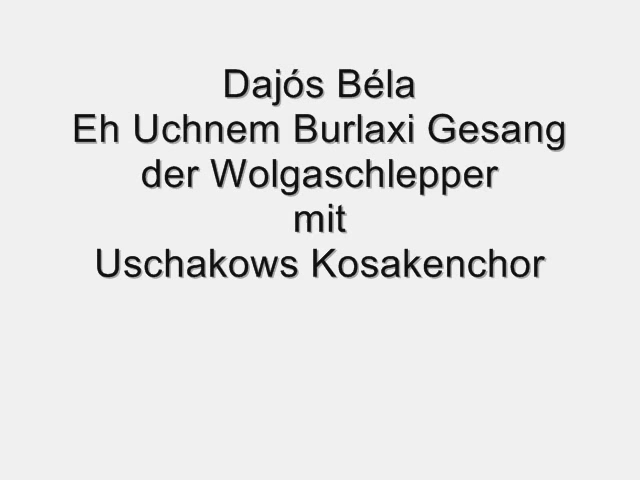 Dajós Béla
Eh Uchnem Burlaxi Gesang
der Wolgaschlepper
mit
Uschakows Kosakenchor